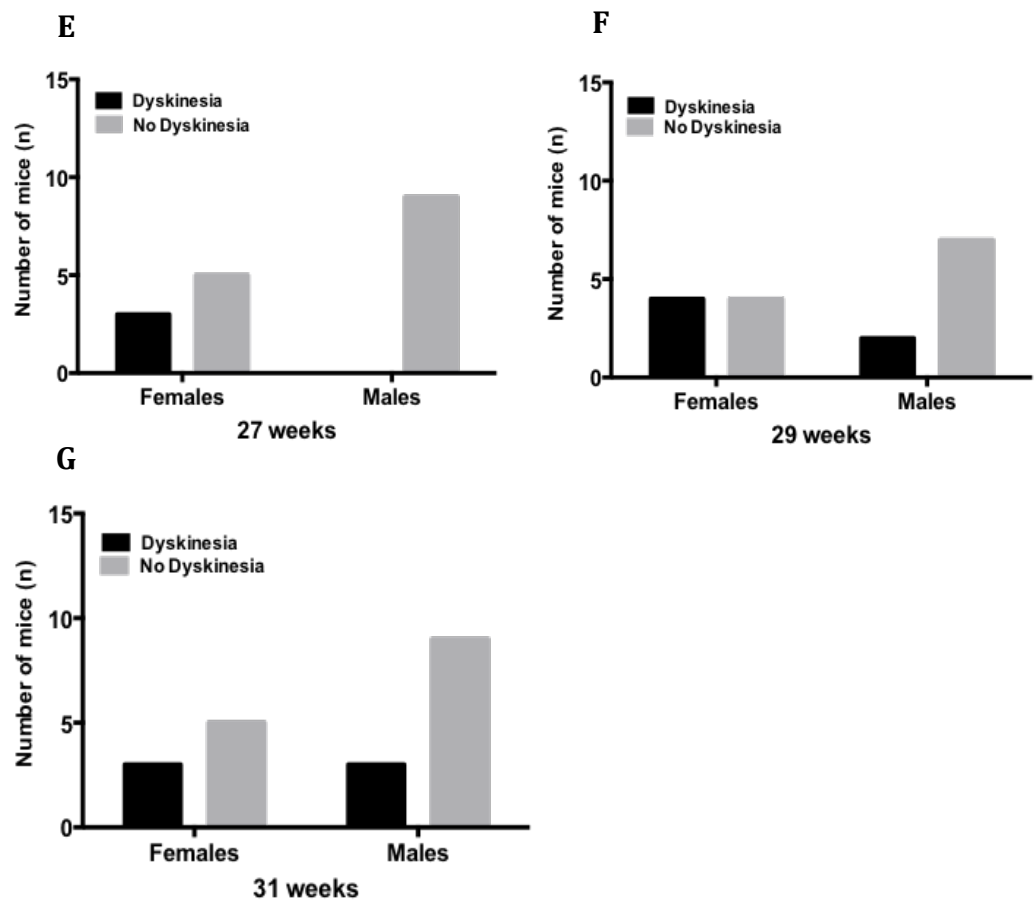 E
15
10
5
0
Number of mice (n)
Dyskinesia
No Dyskinesia
Females
Males
27 weeks
F
15
10
5
0
Number of mice (n)
Dyskinesia
No Dyskinesia
Females
Males
29 weeks
G
15
10
5
0
Number of mice (n)
Dyskinesia
No Dyskinesia
Females
Males
31 weeks